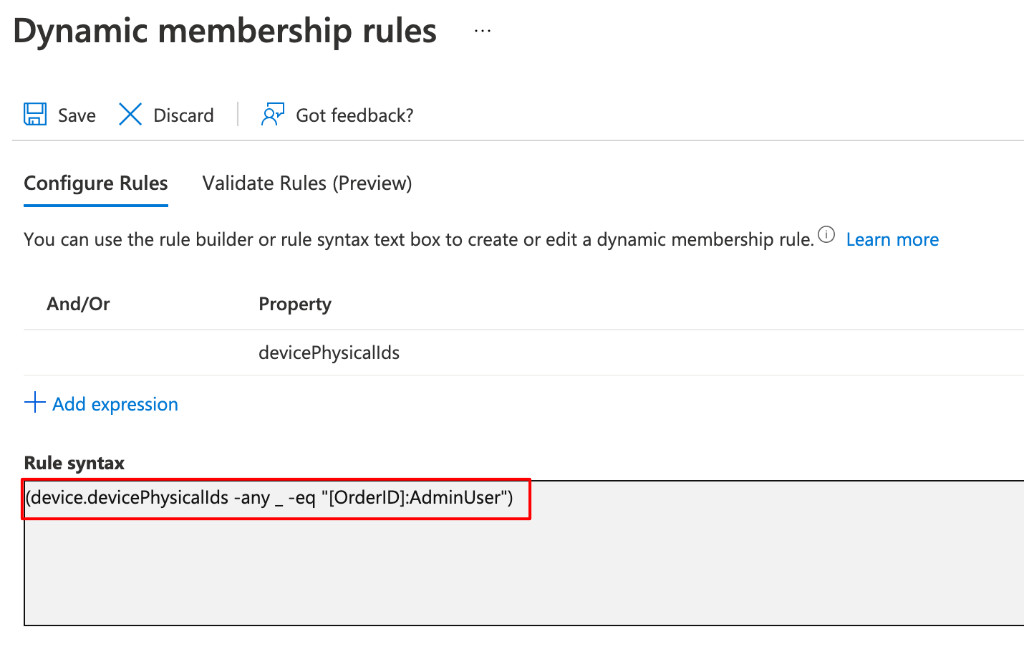 Dynamic membership rules ...
Save Discard Got feedback?
Configure Rules Validate Rules (Preview)
You can use the rule builder or rule syntax text box to create or edit a dynamic membership rule. Learn more
And/Or Property
devicePhysicalIds
Add expression
Rule syntax
(device.devicePhysicalIds -any _ -eq "[OrderID]:AdminUser")